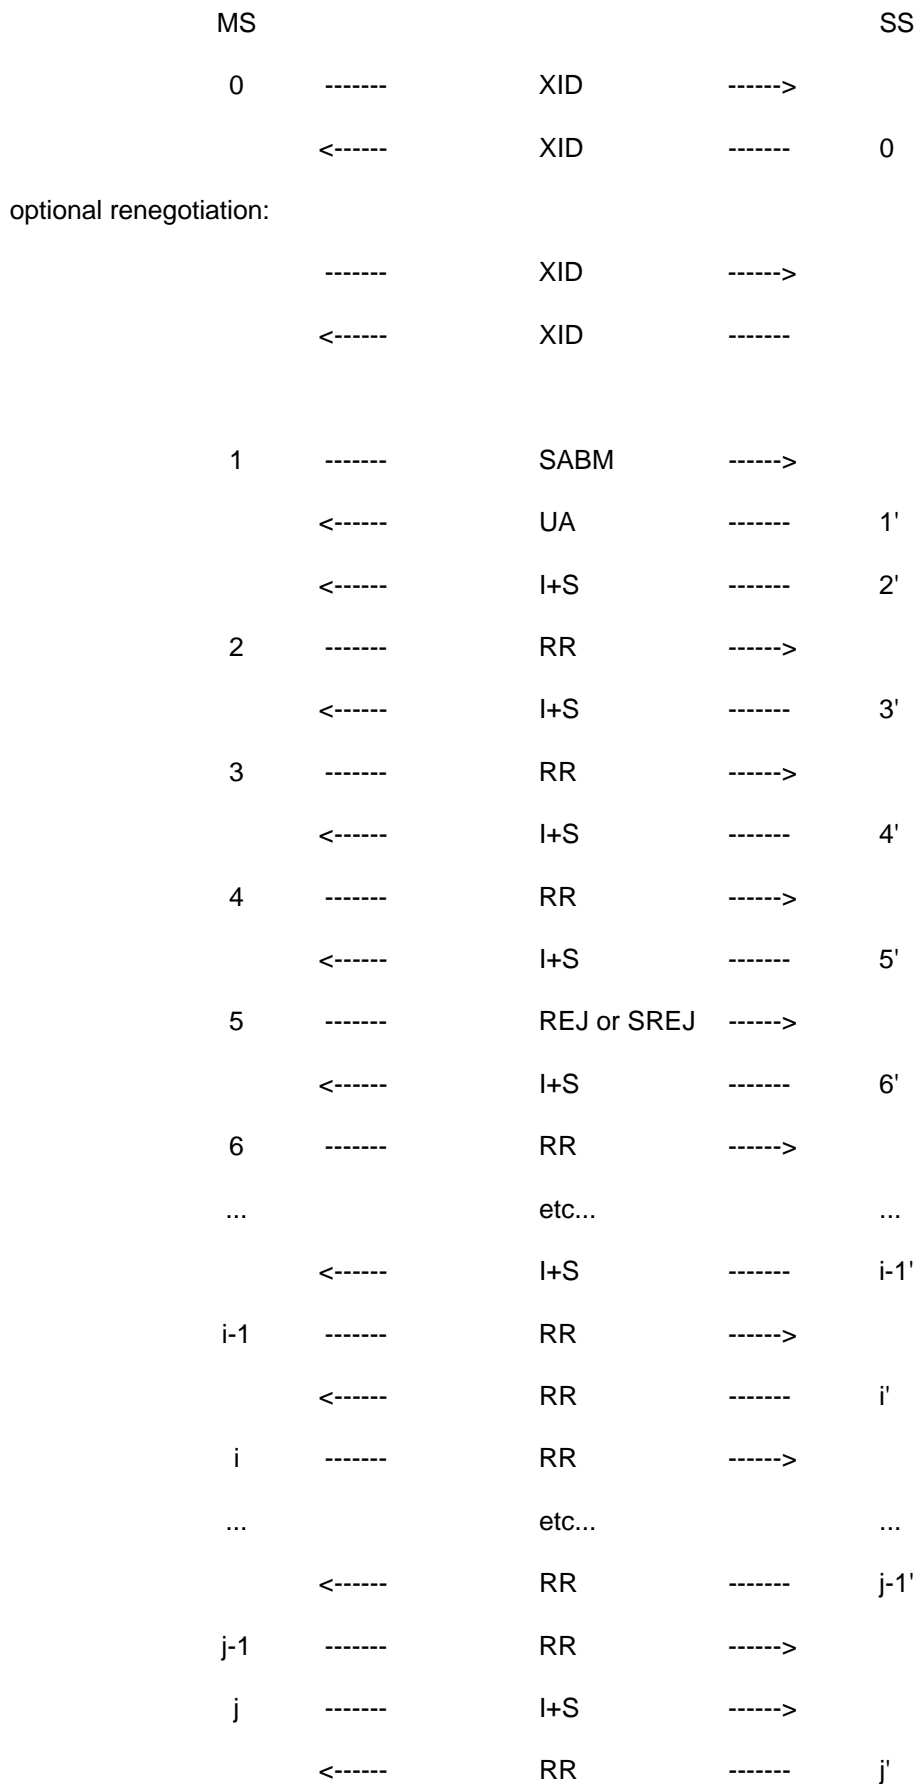 MS SS
0 ------- XID ------>
<------ XID ------- 0
optional renegotiation:
------- XID ------>
<------ XID -------
1 ------- SABM ------>
<------ UA ------- 1'
<------ I+S ------- 2'
2 ------- RR ------>
<------ I+S ------- 3'
3 ------- RR ------>
<------ I+S ------- 4'
4 ------- RR ------>
<------ I+S ------- 5'
5 ------- REJ or SREJ ------>
<------ I+S ------- 6'
6 ------- RR ------>
... etc... ...
<------ I+S ------- i-1'
i-1 ------- RR ------>
<------ RR ------- i'
i ------- RR ------>
... etc... ...
<------ RR ------- j-1'
j-1 ------- RR ------>
j ------- I+S ------>
<------ RR ------- j'